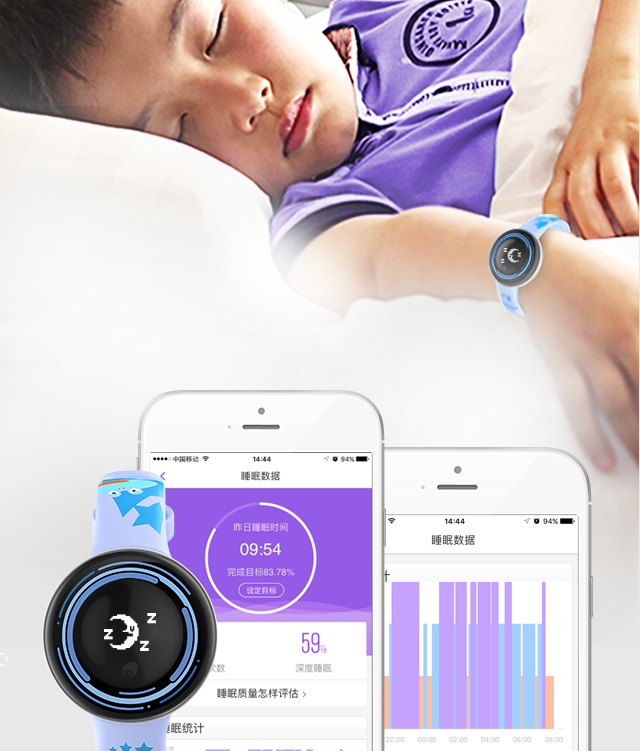 中国移动 14:44 94%
睡眠数据
昨日睡眠时间
09:54
完成目标83.78%
设定目标
59%
次数 深度睡眠
睡眠质量怎样评估 >
睡眠统计
14:44 94%
睡眠数据
计
22:00 00:00 02:00 04:00 06:00 08:00
z
z
z